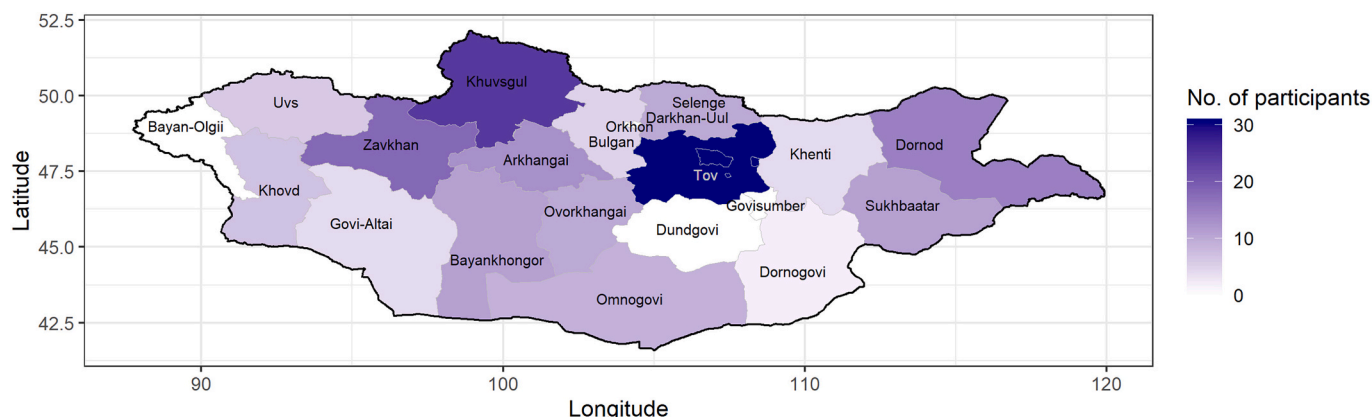 52.5
50.0
47.5
45.0
42.5
Latitude
Khuvsgul
Uvs
Bayan-Olgii
Selenge
Darkhan-Uul
Orkhon
Bulgan
Zavkhan
Arkhangai
Khenti
Dornod
Tov
Khovd
Ovorkhangai
Govisumber
Sukhbaatar
Govi-Altai
Dundgovi
Bayankhongor
Dornogovi
Omnogovi
90
100
110
120
Longitude
No. of participants
30
20
10
0